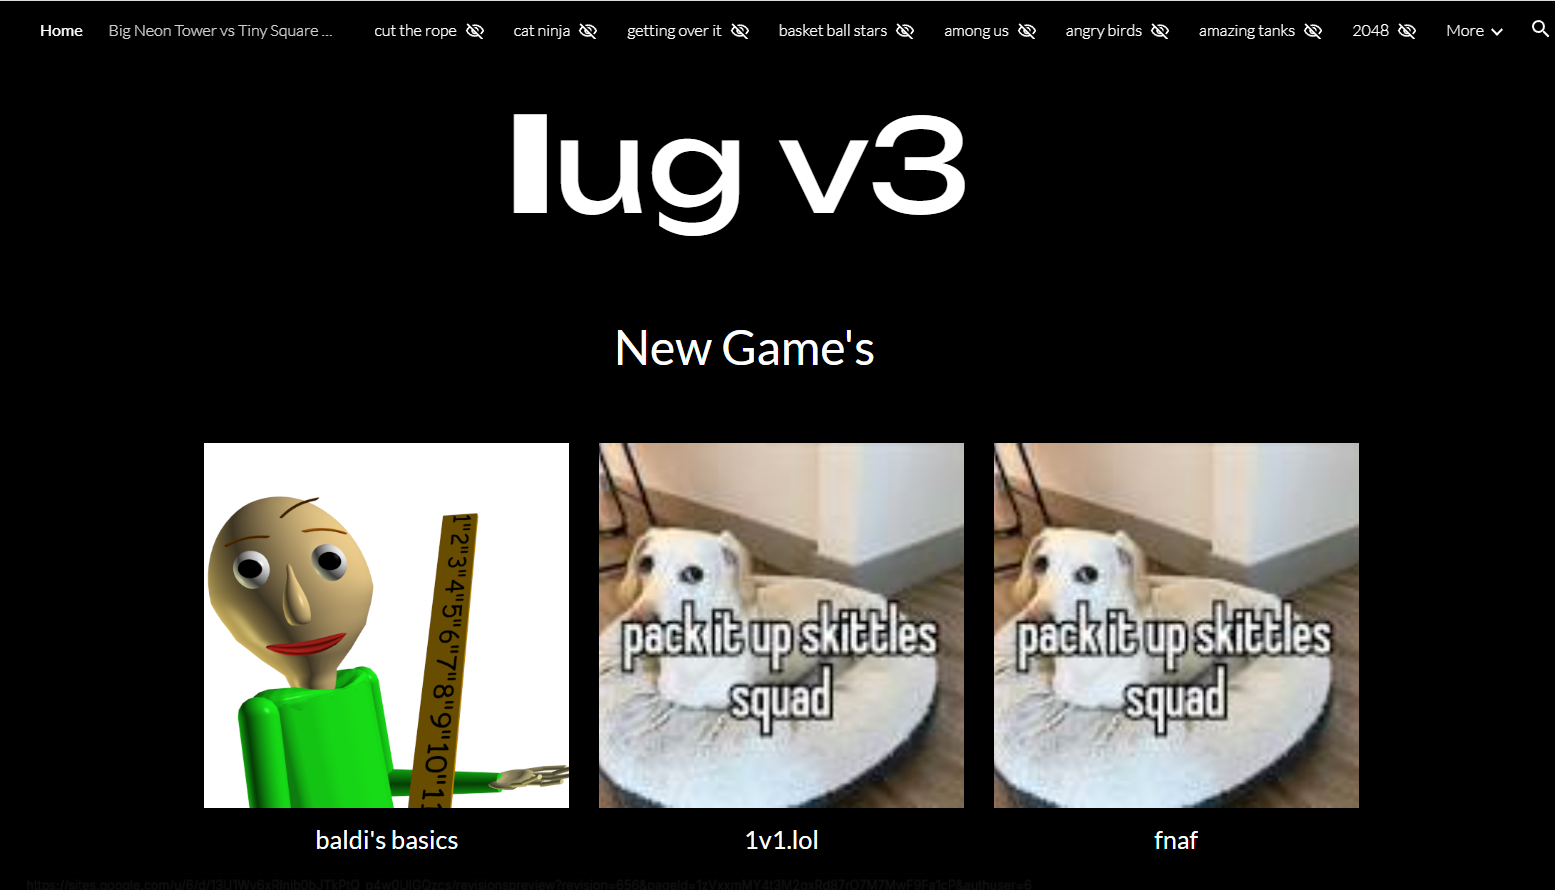 Home Big Neon Tower vs Tiny Square ... cut the rope cat ninja getting over it basket ball stars among us angry birds amazing tanks 2048 More
lug v3
New Game's
1"2"3"4"5"6"7"8"9"10"11
pack it up skittles squad
pack it up skittles squad
baldi's basics 1v1.lol fnaf